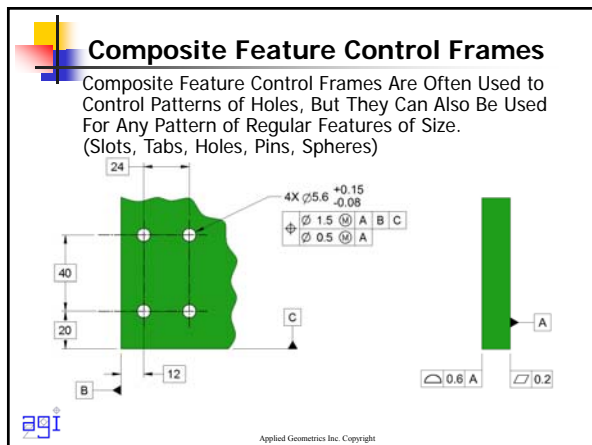 Composite Feature Control Frames
Composite Feature Control Frames Are Often Used to
Control Patterns of Holes, But They Can Also Be Used
For Any Pattern of Regular Features of Size.
(Slots, Tabs, Holes, Pins, Spheres)
24
4X ⌀5.6 +0.15 -0.08
⌖ ⌀ 1.5 Ⓜ A B C
⌀ 0.5 Ⓜ A
40
20
C
A
12
B
⌓ 0.6 A
⏥ 0.2
agi
Applied Geometrics Inc. Copyright